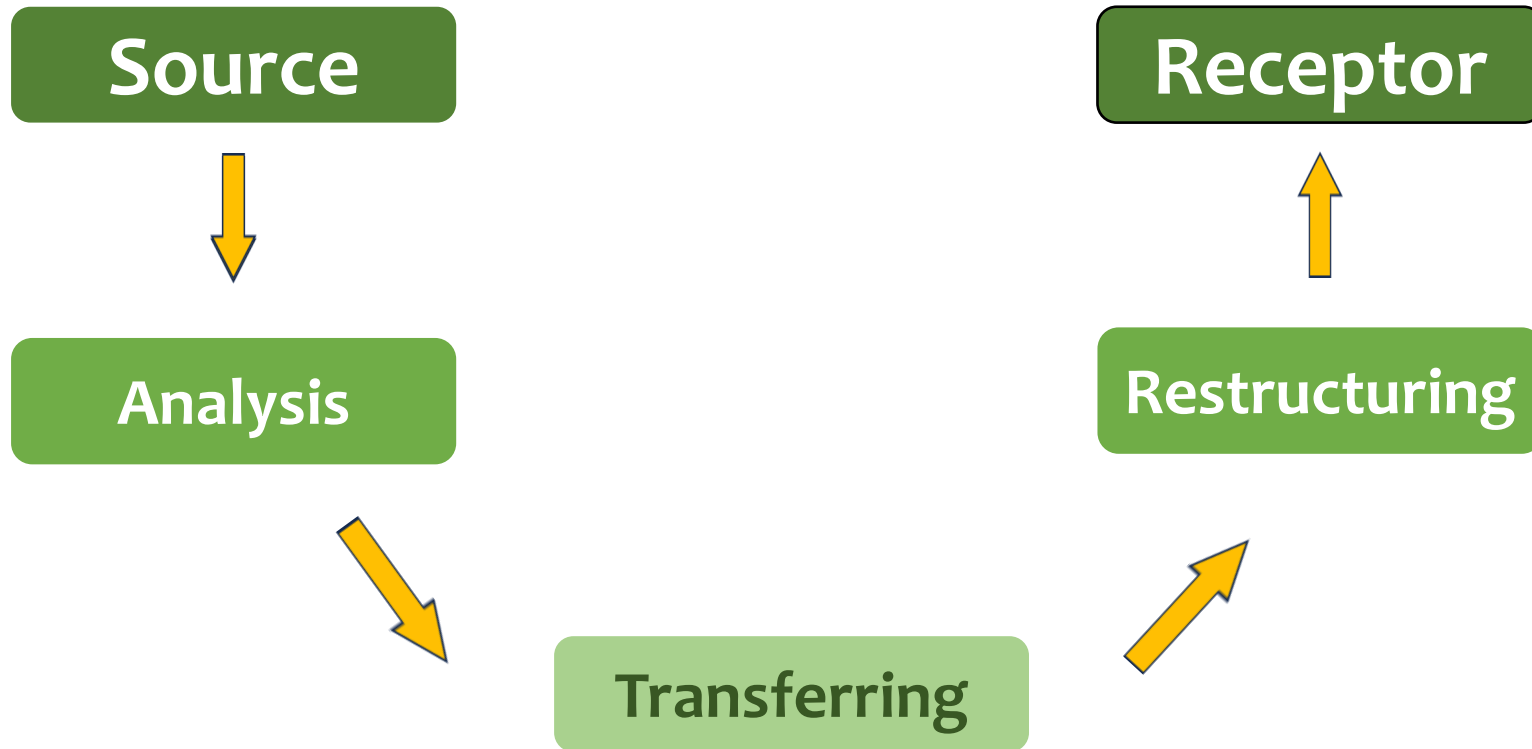 Source
Receptor
Analysis
Restructuring
Transferring